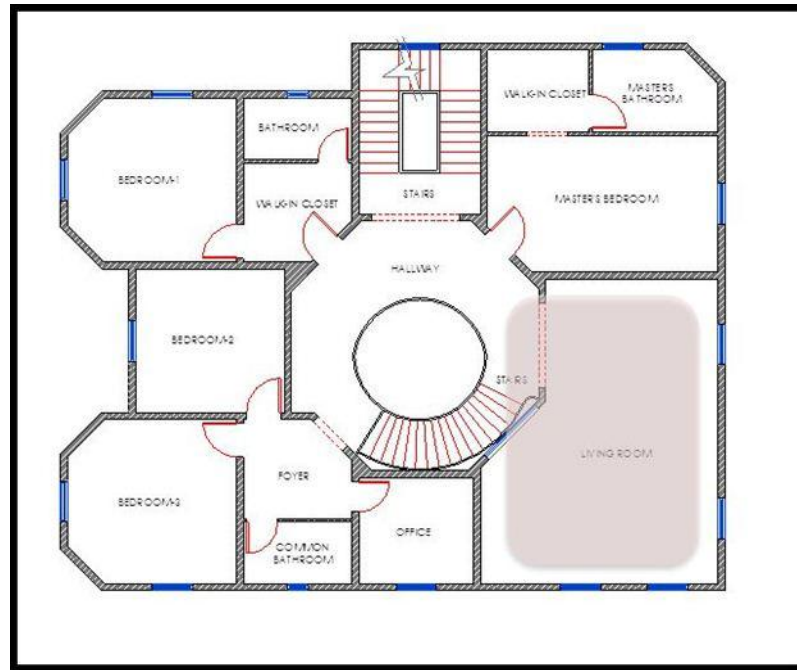 WALK-IN CLOSET
MASTER'S
BATHROOM
BATHROOM
BEDROOM-1
STAIRS
MASTER'S BEDROOM
WALK-IN CLOSET
HALLWAY
BEDROOM-2
STAIRS
LIVING ROOM
FOYER
BEDROOM-3
OFFICE
COMMON
BATHROOM